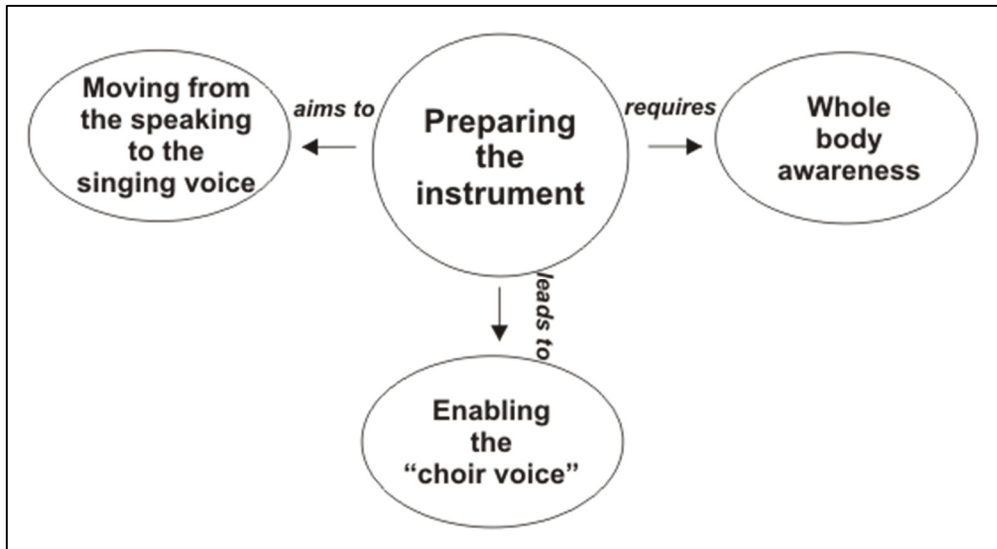 Moving from
the speaking
to the
singing voice
aims to
Preparing
the
instrument
requires
Whole
body
awareness
leads to
Enabling
the
“choir voice”